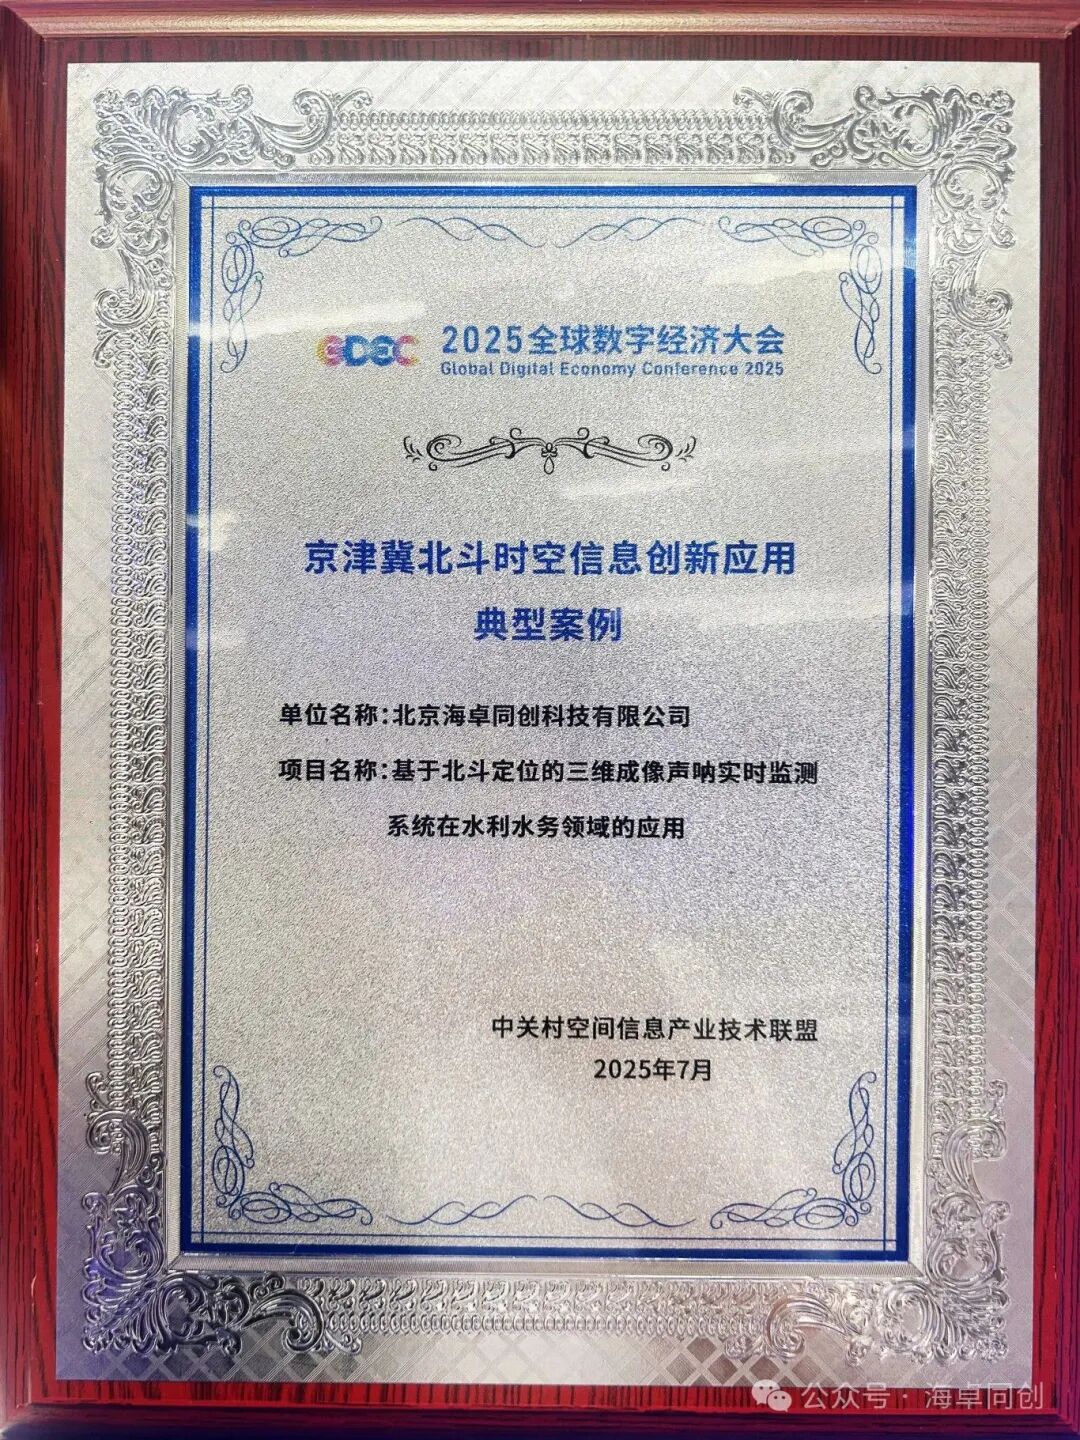 GDEC 2025全球数字经济大会
Global Digital Economy Conference 2025
京津冀北斗时空信息创新应用
典型案例
单位名称:北京海卓同创科技有限公司
项目名称:基于北斗定位的三维成像声呐实时监测
系统在水利水务领域的应用
中关村空间信息产业技术联盟
2025年7月
公众号·海卓同创